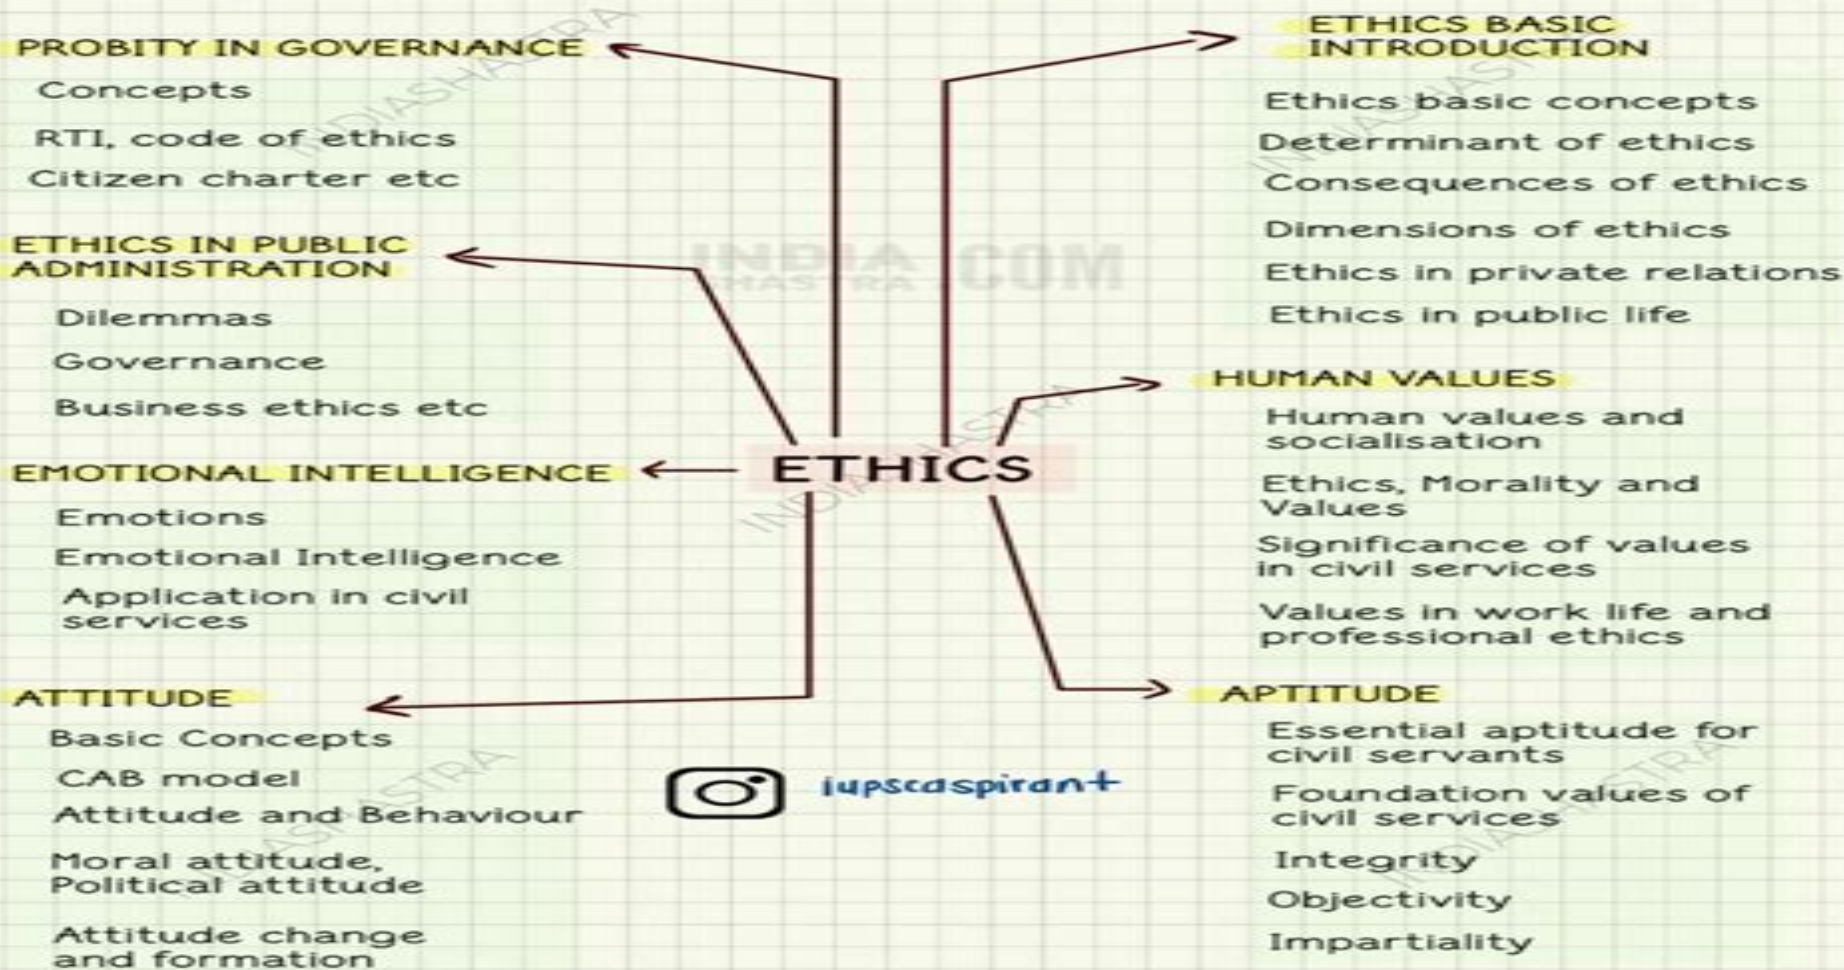 PROBITY IN GOVERNANCE
Concepts
RTI, code of ethics
Citizen charter etc
ETHICS IN PUBLIC
ADMINISTRATION
Dilemmas
Governance
Business ethics etc
EMOTIONAL INTELLIGENCE
Emotions
Emotional Intelligence
Application in civil
services
ATTITUDE
Basic Concepts
CAB model
Attitude and Behaviour
Moral attitude,
Political attitude
Attitude change
and formation
INDIA
SHASTRA .COM
ETHICS
iupscaspirant
ETHICS BASIC
INTRODUCTION
Ethics basic concepts
Determinant of ethics
Consequences of ethics
Dimensions of ethics
Ethics in private relations
Ethics in public life
HUMAN VALUES
Human values and
socialisation
Ethics, Morality and
Values
Significance of values
in civil services
Values in work life and
professional ethics
APTITUDE
Essential aptitude for
civil servants
Foundation values of
civil services
Integrity
Objectivity
Impartiality
INDIASHASTRA
INDIASHASTRA
INDIASHASTRA
INDIASHASTRA
INDIASHASTRA